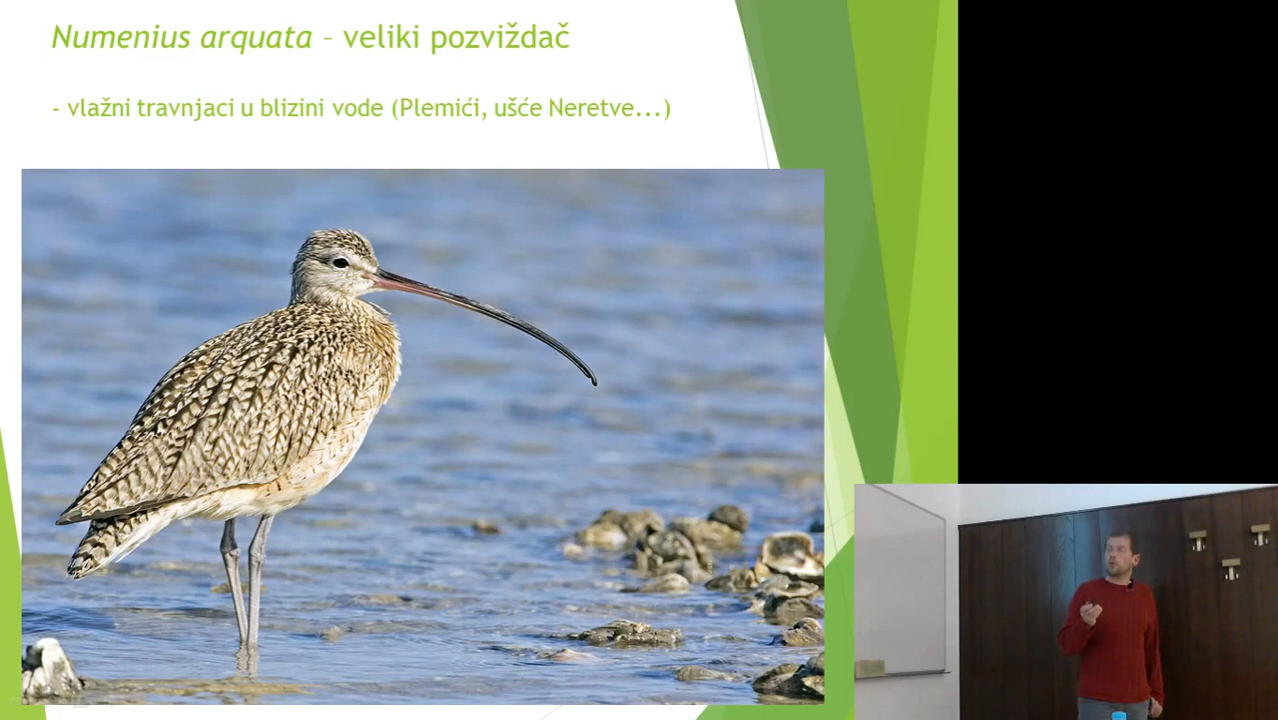 Numenius arquata – veliki pozviždač
- vlažni travnjaci u blizini vode (Plemići, ušće Neretve...)